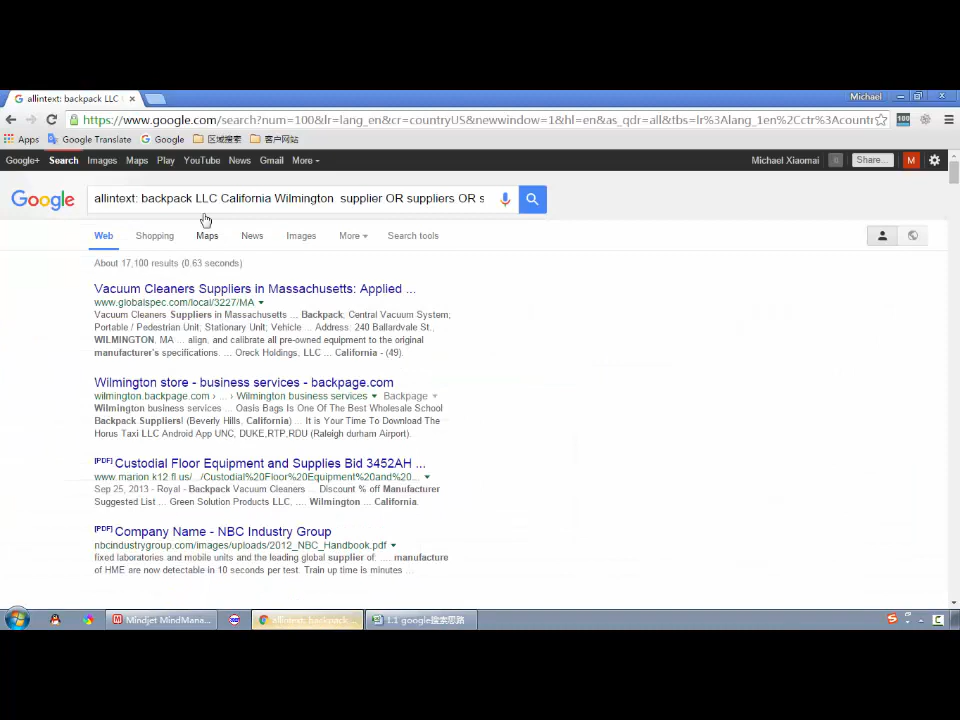 allintext: backpack LLC
Michael
https://www.google.com/search?num=100&lr=lang_en&cr=countryUS&newwindow=1&hl=en&as_qdr=all&tbs=lr%3Alang_1en%2Cctr%3Acountr
100
Apps Google Translate Google 区域搜索 客户网站
Google+ Search Images Maps Play YouTube News Gmail More Michael Xiaomai Share... M
Google
allintext: backpack LLC California Wilmington supplier OR suppliers OR s
Web Shopping Maps News Images More Search tools
About 17,100 results (0.63 seconds)
Vacuum Cleaners Suppliers in Massachusetts: Applied ...
www.globalspec.com/local/3227/MA
Vacuum Cleaners Suppliers in Massachusetts ... Backpack; Central Vacuum System;
Portable / Pedestrian Unit; Stationary Unit; Vehicle ... Address: 240 Ballardvale St.,
WILMINGTON, MA ... align, and calibrate all pre-owned equipment to the original
manufacturer's specifications. ... Oreck Holdings, LLC ... California - (49).
Wilmington store - business services - backpage.com
wilmington.backpage.com › ... › Wilmington business services Backpage
Wilmington business services ... Oasis Bags Is One Of The Best Wholesale School
Backpack Suppliers! (Beverly Hills, California) ... It is Your Time To Download The
Horus Taxi LLC Android App UNC, DUKE,RTP,RDU (Raleigh durham Airport).
[PDF] Custodial Floor Equipment and Supplies Bid 3452AH ...
www.marion.k12.fl.us/.../Custodial%20Floor%20Equipment%20and%20...
Sep 25, 2013 - Royal - Backpack Vacuum Cleaners ... Discount % off Manufacturer
Suggested List ... Green Solution Products LLC, .... Wilmington ... California.
[PDF] Company Name - NBC Industry Group
nbcindustrygroup.com/images/uploads/2012_NBC_Handbook.pdf
fixed laboratories and mobile units and the leading global supplier of ... manufacture
of HME are now detectable in 10 seconds per test. Train up time is minutes ...
Mindjet MindMana... allintext: backpack... 1.1 google搜索思路